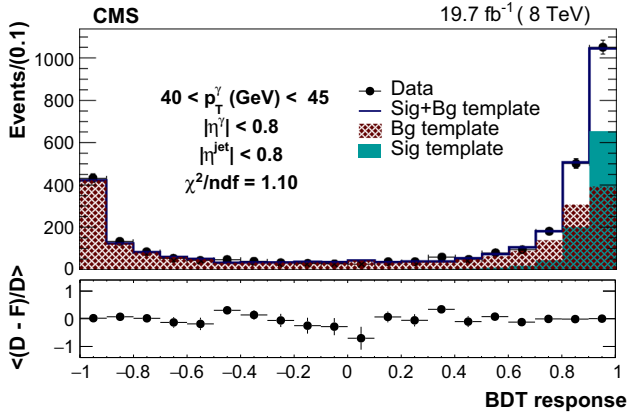 CMS 19.7 fb⁻¹ ( 8 TeV)
Events/(0.1)
1000
800
600
400
200
0
40 < p_T^γ (GeV) < 45
|η^γ| < 0.8
|η^jet| < 0.8
χ²/ndf = 1.10
Data
Sig+Bg template
Bg template
Sig template
<(D - F)/D>
1
0
−1
−1 −0.8 −0.6 −0.4 −0.2 0 0.2 0.4 0.6 0.8 1
BDT response